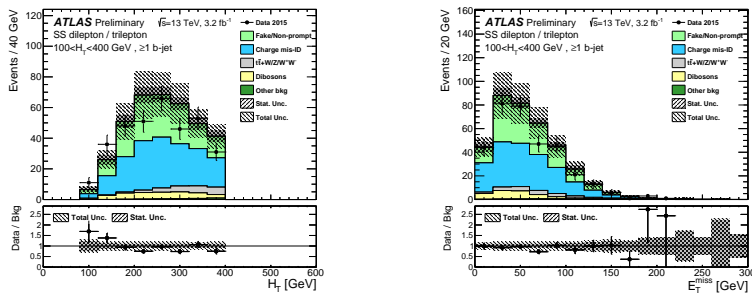 ATLAS Preliminary √s=13 TeV, 3.2 fb⁻¹
SS dilepton / trilepton
100<H_T<400 GeV , ≥1 b-jet
Data 2015
Fake/Non-prompt
Charge mis-ID
tt̄+W/Z/W⁺W⁻
Dibosons
Other bkg
Stat. Unc.
Total Unc.
Events / 40 GeV
100
80
60
40
20
0
Total Unc. Stat. Unc.
Data / Bkg
2.5
2
1.5
1
0.5
0
0 100 200 300 400 500 600
H_T [GeV]
ATLAS Preliminary √s=13 TeV, 3.2 fb⁻¹
SS dilepton / trilepton
100<H_T<400 GeV , ≥1 b-jet
Data 2015
Fake/Non-prompt
Charge mis-ID
tt̄+W/Z/W⁺W⁻
Dibosons
Other bkg
Stat. Unc.
Total Unc.
Events / 20 GeV
160
140
120
100
80
60
40
20
0
Total Unc. Stat. Unc.
Data / Bkg
2.5
2
1.5
1
0.5
0
0 50 100 150 200 250 300
E_T^miss [GeV]